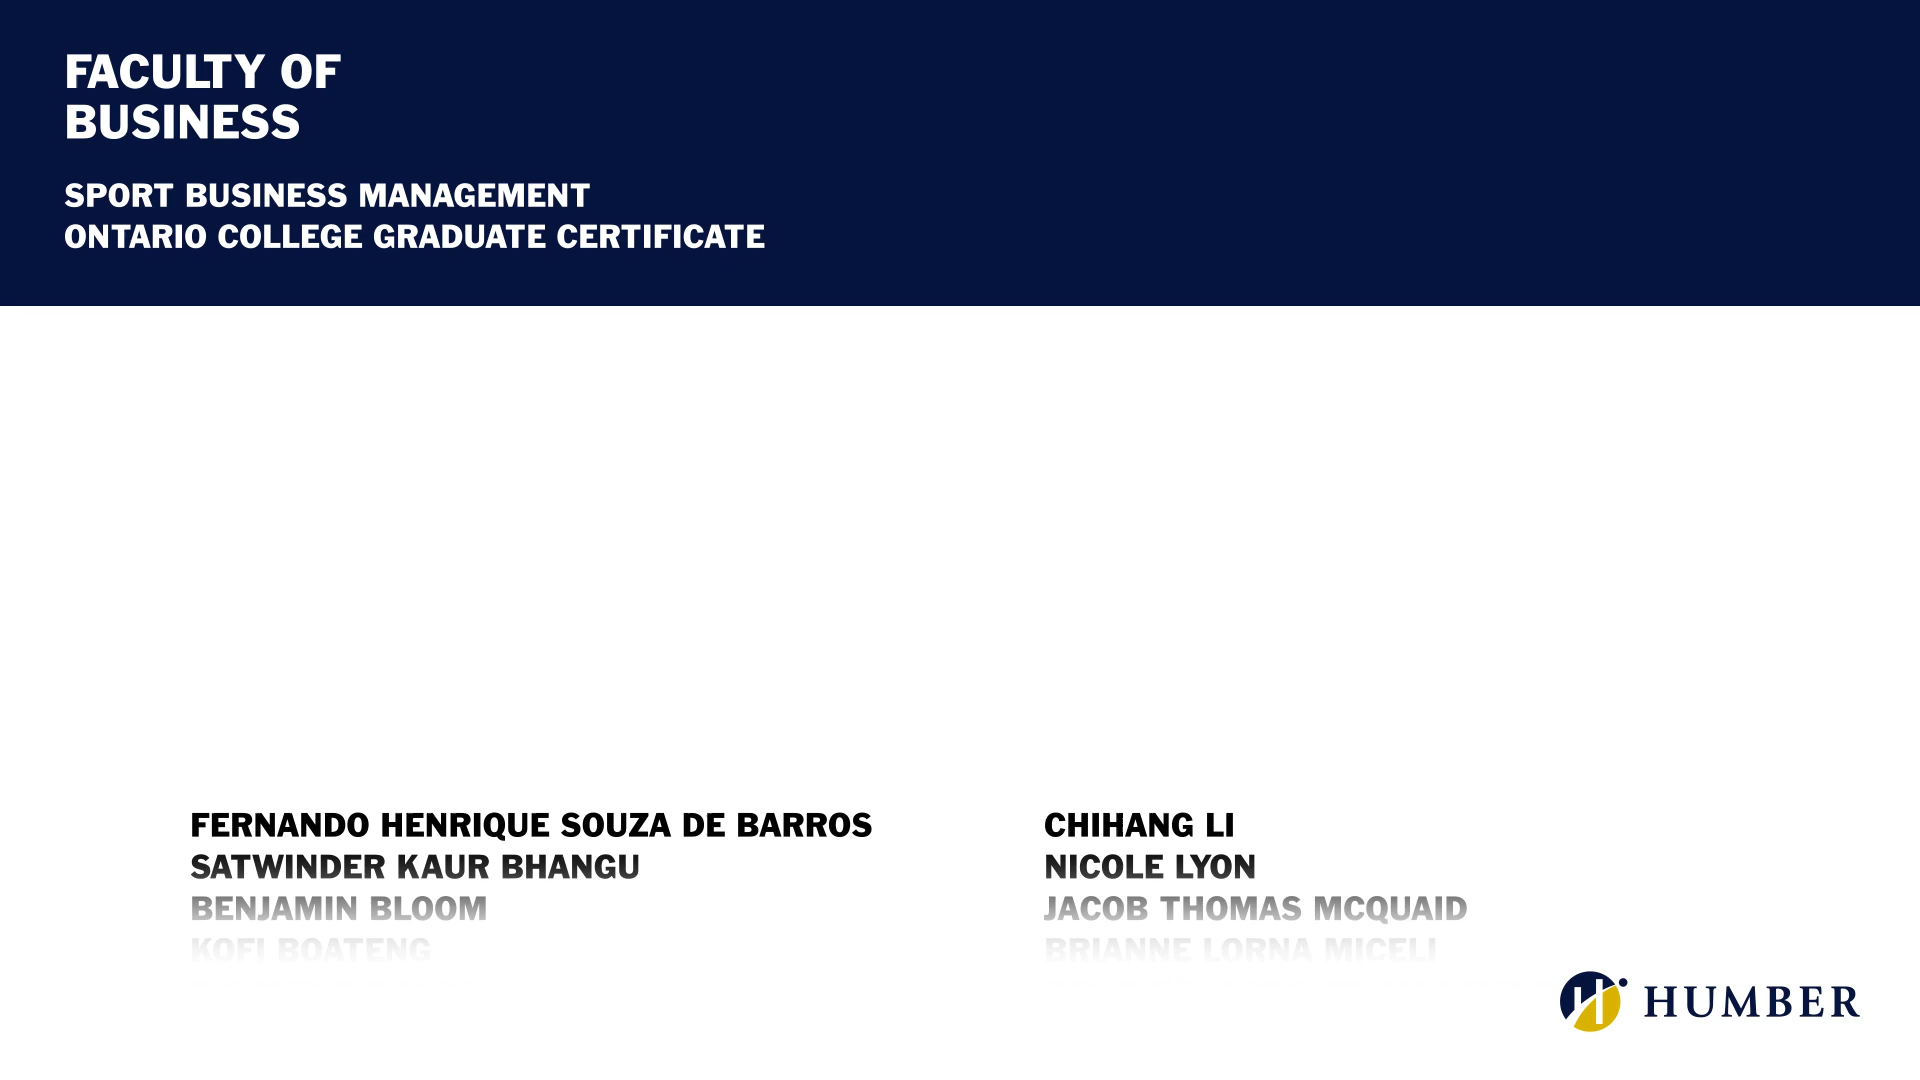 FACULTY OF
BUSINESS
SPORT BUSINESS MANAGEMENT
ONTARIO COLLEGE GRADUATE CERTIFICATE
FERNANDO HENRIQUE SOUZA DE BARROS
SATWINDER KAUR BHANGU
BENJAMIN BLOOM
KOFI BOATENG
CHIHANG LI
NICOLE LYON
JACOB THOMAS MCQUAID
BRIANNE LORNA MICELI
HUMBER